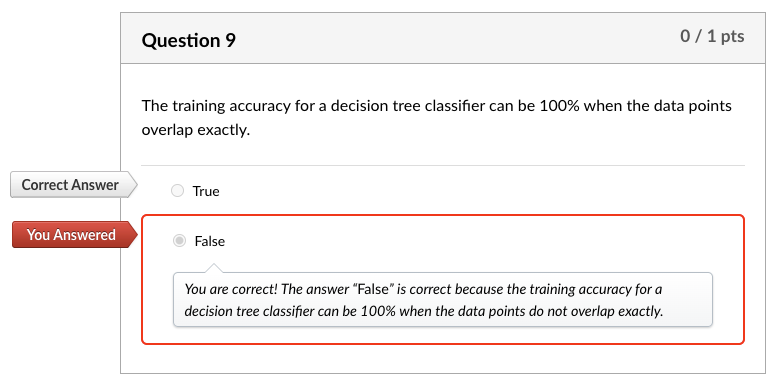 Question 9
0 / 1 pts
The training accuracy for a decision tree classifier can be 100% when the data points
overlap exactly.
Correct Answer
True
You Answered
False
You are correct! The answer “False” is correct because the training accuracy for a
decision tree classifier can be 100% when the data points do not overlap exactly.